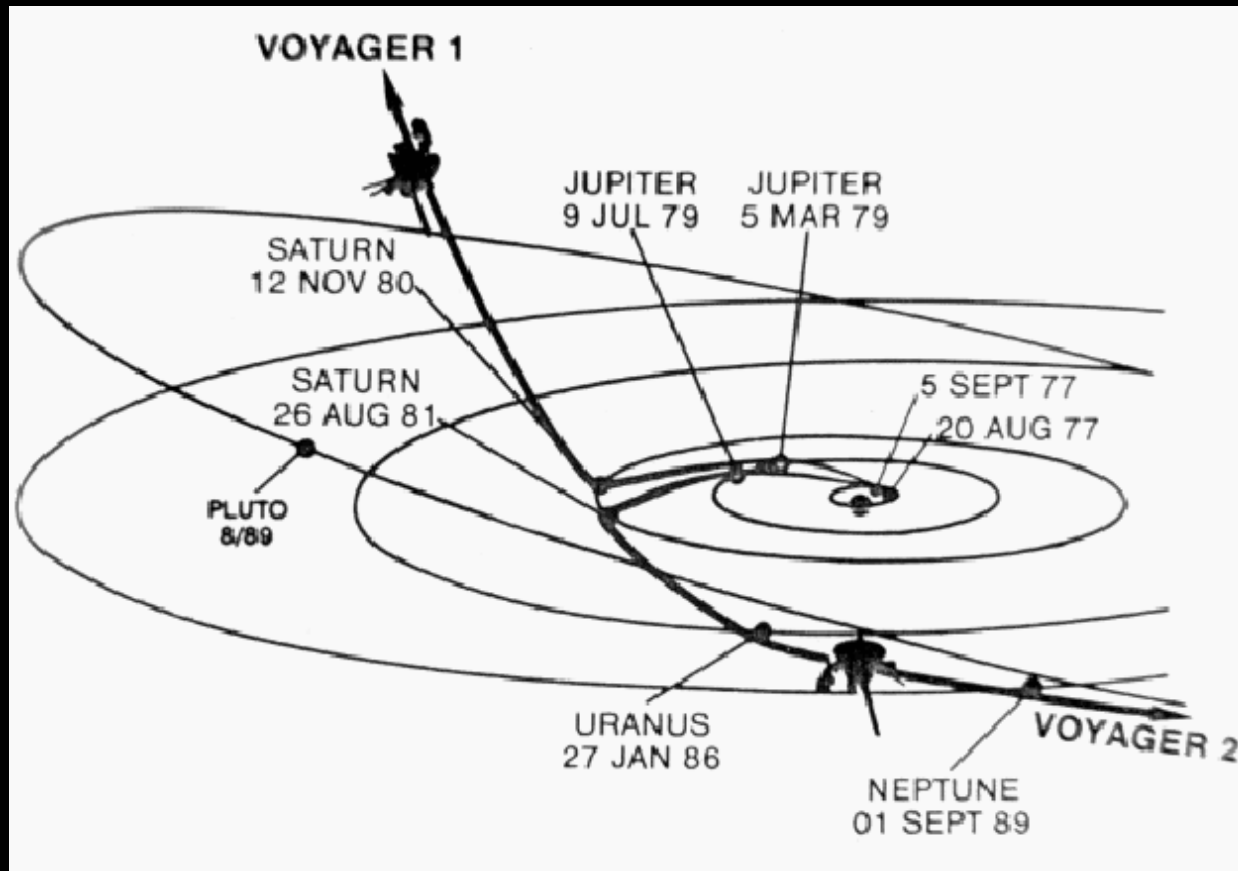 VOYAGER 1
JUPITER
9 JUL 79
JUPITER
5 MAR 79
SATURN
12 NOV 80
SATURN
26 AUG 81
5 SEPT 77
20 AUG 77
PLUTO
8/89
URANUS
27 JAN 86
VOYAGER 2
NEPTUNE
01 SEPT 89